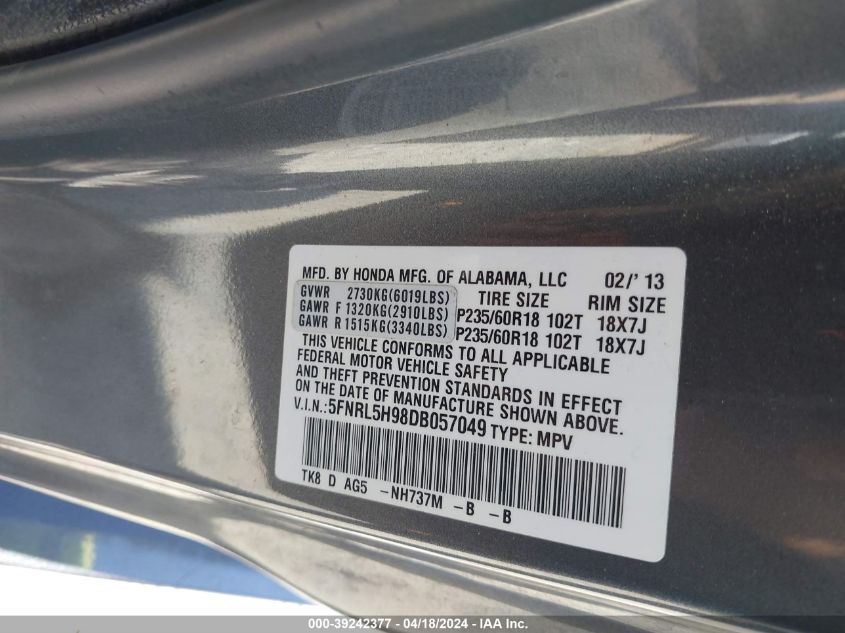 MFD. BY HONDA MFG. OF ALABAMA, LLC 02/' 13
GVWR 2730KG(6019LBS) TIRE SIZE RIM SIZE
GAWR F 1320KG(2910LBS) P235/60R18 102T 18X7J
GAWR R 1515KG(3340LBS) P235/60R18 102T 18X7J
THIS VEHICLE CONFORMS TO ALL APPLICABLE
FEDERAL MOTOR VEHICLE SAFETY
AND THEFT PREVENTION STANDARDS IN EFFECT
ON THE DATE OF MANUFACTURE SHOWN ABOVE.
V.I.N.: 5FNRL5H98DB057049 TYPE: MPV
TK8 D AG5 -NH737M -B -B
000-39242377 - 04/18/2024 - IAA, Inc.